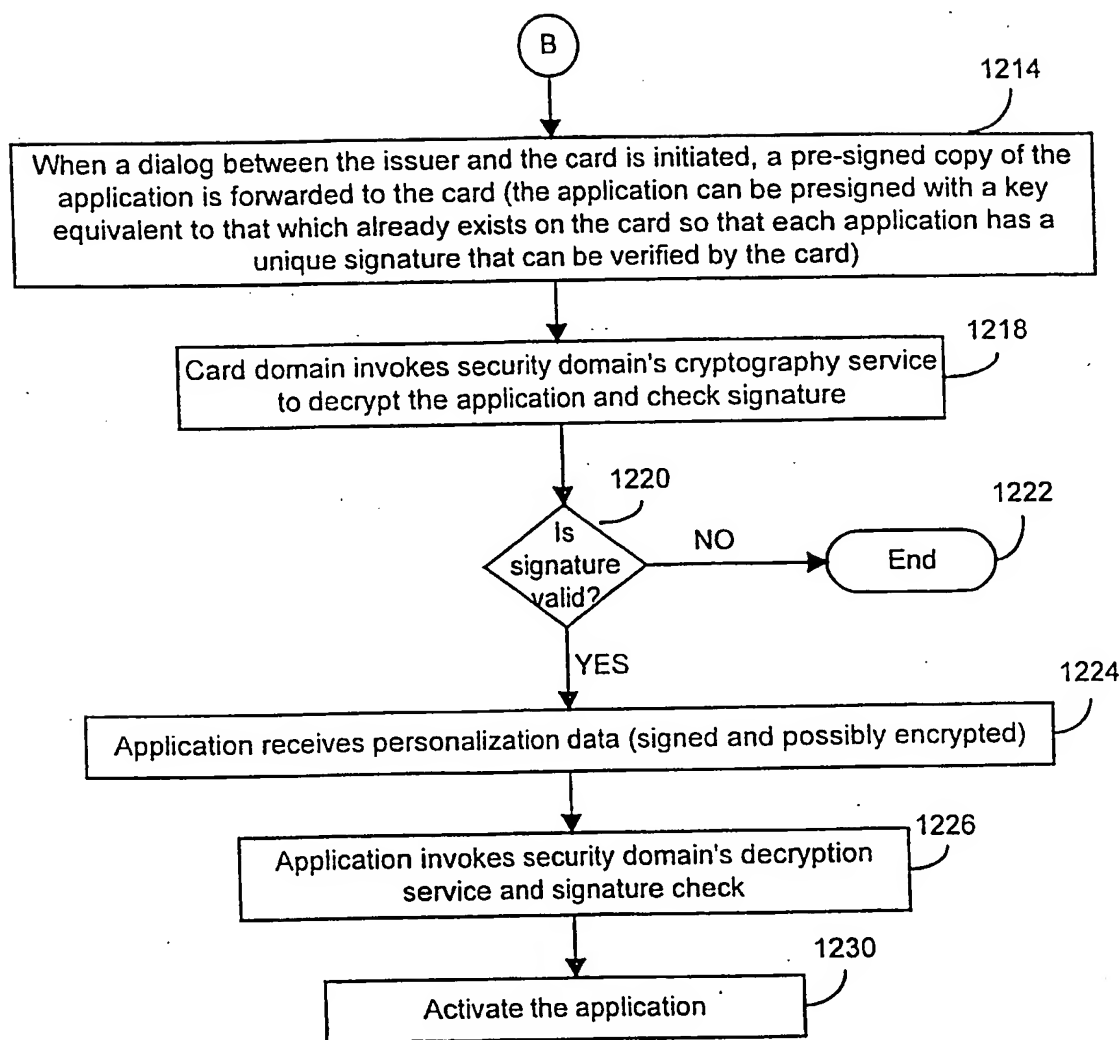 B
1214
When a dialog between the issuer and the card is initiated, a pre-signed copy of the
application is forwarded to the card (the application can be presigned with a key
equivalent to that which already exists on the card so that each application has a
unique signature that can be verified by the card)
1218
Card domain invokes security domain's cryptography service
to decrypt the application and check signature
1220
Is
signature
valid?
NO
1222
End
YES
1224
Application receives personalization data (signed and possibly encrypted)
1226
Application invokes security domain's decryption
service and signature check
1230
Activate the application